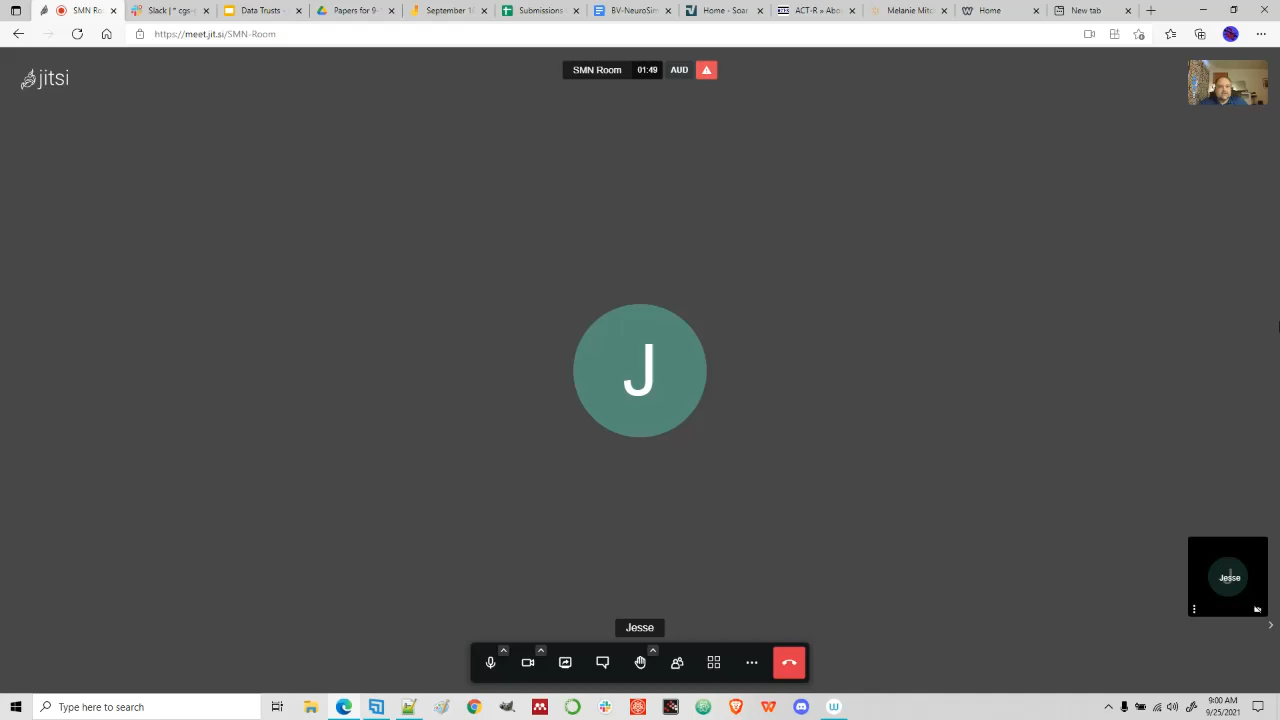 SMN Ro
Slack | * cgs-
Data Trusts -
Papers for 9-
September 18
Submissions -
BV-NeuroSim
Home - Soar
ACT-R » Abo
Melanie Mitc
Home
New tab
https://meet.jit.si/SMN-Room
jitsi
SMN Room 01:49 AUD
J
Jesse
Jesse
Type here to search
9:00 AM
9/25/2021